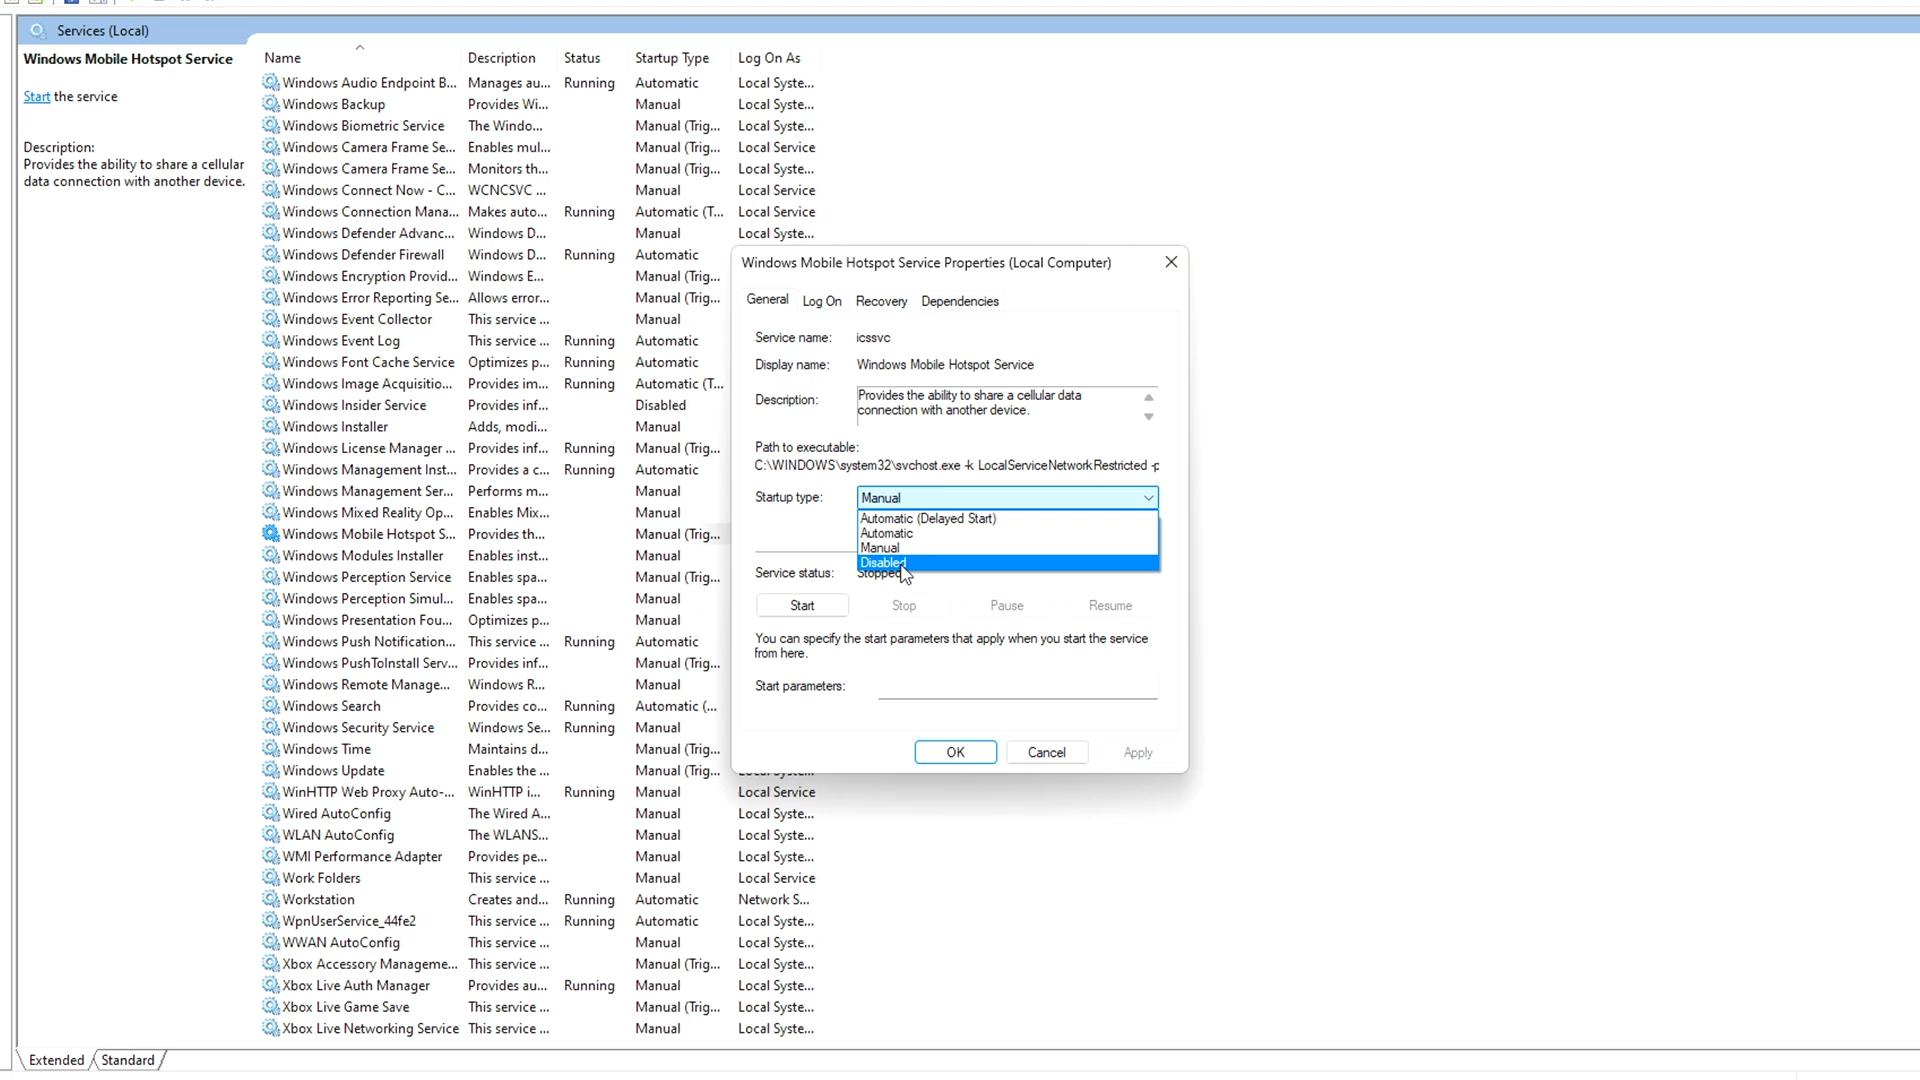 Services (Local)
Windows Mobile Hotspot Service
Start the service
Description:
Provides the ability to share a cellular
data connection with another device.
Name Description Status Startup Type Log On As
Windows Audio Endpoint B... Manages au... Running Automatic Local Syste...
Windows Backup Provides Wi... Manual Local Syste...
Windows Biometric Service The Windo... Manual (Trig... Local Syste...
Windows Camera Frame Se... Enables mul... Manual (Trig... Local Service
Windows Camera Frame Se... Monitors th... Manual (Trig... Local Syste...
Windows Connect Now - C... WCNCSVC ... Manual Local Service
Windows Connection Mana... Makes auto... Running Automatic (T... Local Service
Windows Defender Advanc... Windows D... Manual Local Syste...
Windows Defender Firewall Windows D... Running Automatic
Windows Encryption Provid... Windows E... Manual (Trig...
Windows Error Reporting Se... Allows error... Manual (Trig...
Windows Event Collector This service ... Manual
Windows Event Log This service ... Running Automatic
Windows Font Cache Service Optimizes p... Running Automatic
Windows Image Acquisitio... Provides im... Running Automatic (T...
Windows Insider Service Provides inf... Disabled
Windows Installer Adds, modi... Manual
Windows License Manager ... Provides inf... Manual (Trig...
Windows Management Inst... Provides a c... Running Automatic
Windows Management Ser... Performs m... Manual
Windows Mixed Reality Op... Enables Mix... Manual
Windows Mobile Hotspot S... Provides th... Manual (Trig...
Windows Modules Installer Enables inst... Manual
Windows Perception Service Enables spa... Manual (Trig...
Windows Perception Simul... Enables spa... Manual
Windows Presentation Fou... Optimizes p... Manual
Windows Push Notification... This service ... Running Automatic
Windows PushToInstall Serv... Provides inf... Manual (Trig...
Windows Remote Manage... Windows R... Manual
Windows Search Provides co... Running Automatic (...
Windows Security Service Windows Se... Running Manual
Windows Time Maintains d... Manual (Trig...
Windows Update Enables the ... Manual (Trig... Local Syste...
WinHTTP Web Proxy Auto-... WinHTTP i... Running Manual Local Service
Wired AutoConfig The Wired A... Manual Local Syste...
WLAN AutoConfig The WLANS... Manual Local Syste...
WMI Performance Adapter Provides pe... Manual Local Syste...
Work Folders This service ... Manual Local Service
Workstation Creates and... Running Automatic Network S...
WpnUserService_44fe2 This service ... Running Automatic Local Syste...
WWAN AutoConfig This service ... Manual Local Syste...
Xbox Accessory Manageme... This service ... Manual (Trig... Local Syste...
Xbox Live Auth Manager Provides au... Running Manual Local Syste...
Xbox Live Game Save This service ... Manual (Trig... Local Syste...
Xbox Live Networking Service This service ... Manual Local Syste...
Extended Standard
Windows Mobile Hotspot Service Properties (Local Computer)
General Log On Recovery Dependencies
Service name: icssvc
Display name: Windows Mobile Hotspot Service
Description: Provides the ability to share a cellular data
connection with another device.
Path to executable:
C:\WINDOWS\system32\svchost.exe -k LocalServiceNetworkRestricted -p
Startup type: Manual
Automatic (Delayed Start)
Automatic
Manual
Disabled
Service status: Stopped
Start Stop Pause Resume
You can specify the start parameters that apply when you start the service
from here.
Start parameters:
OK Cancel Apply